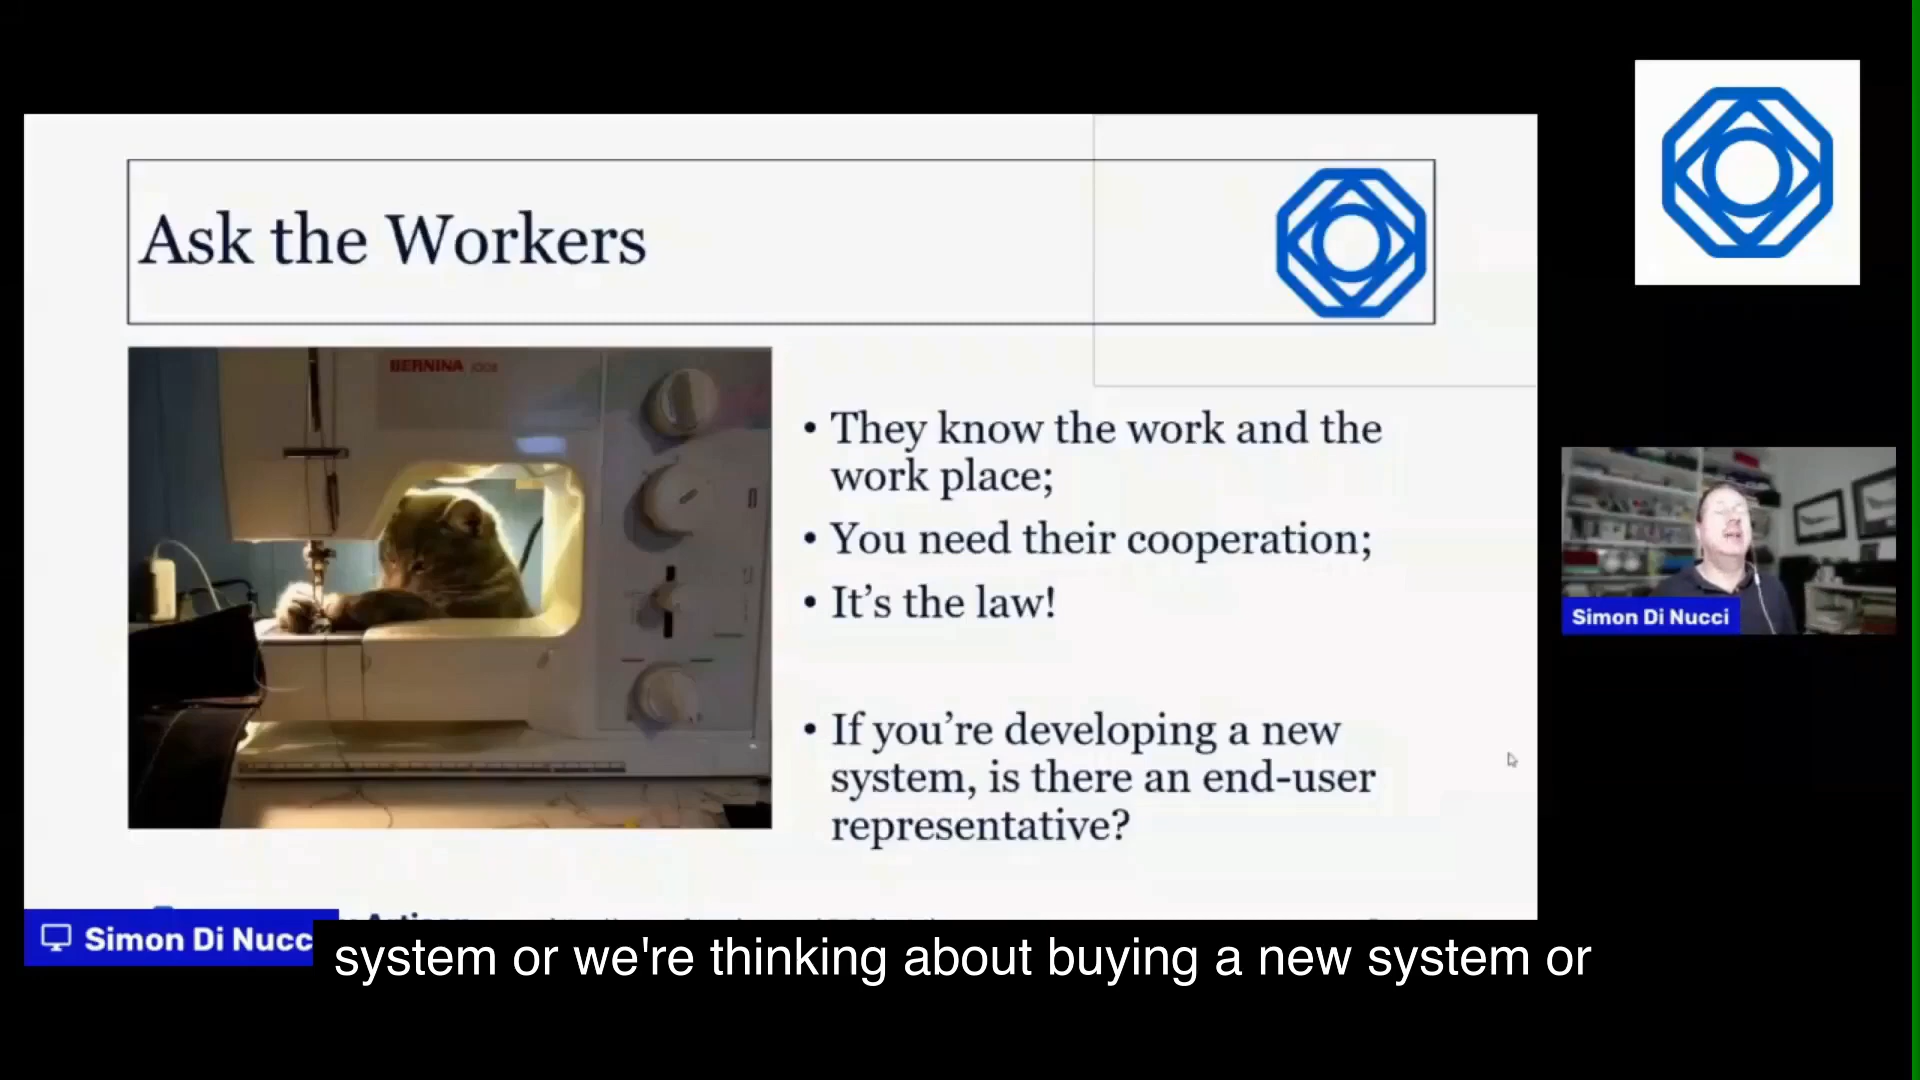 Ask the Workers
BERNINA
• They know the work and the
work place;
• You need their cooperation;
• It's the law!
• If you're developing a new
system, is there an end-user
representative?
Simon Di Nucci
Simon Di Nucc
system or we're thinking about buying a new system or